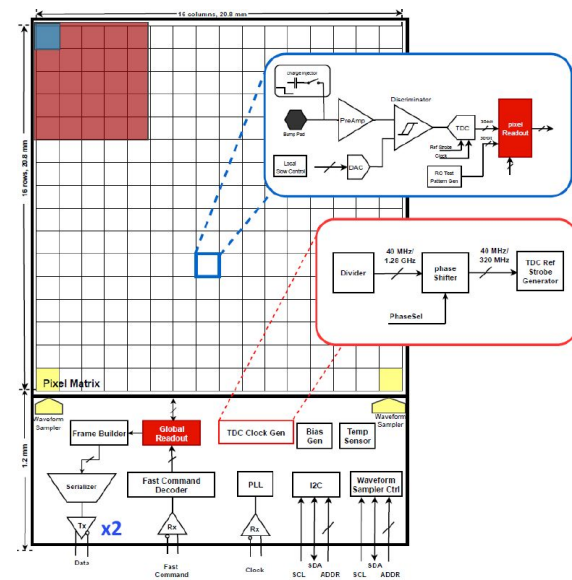 16 columns, 20.8 mm
16 rows, 20.8 mm
charge injector
Bump Pad
PreAmp
Discriminator
TDC
30bit
30bit
pixel
Readout
Ref Strobe
Clock
Local
Slow Control
DAC
RO Test
Pattern Gen
Divider
40 MHz/
1.28 GHz
phase
Shifter
40 MHz/
320 MHz
TDC Ref
Strobe
Generator
PhaseSel
Pixel Matrix
1.2 mm
Waveform
Sampler
Waveform
Sampler
Frame Builder
Global
Readout
TDC Clock Gen
Bias
Gen
Temp
Sensor
Serializer
Fast Command
Decoder
PLL
I2C
Waveform
Sampler Ctrl
Tx
x2
Rx
Rx
Data
Fast
Command
Clock
SCL
SDA
ADDR
SCL
SDA
ADDR